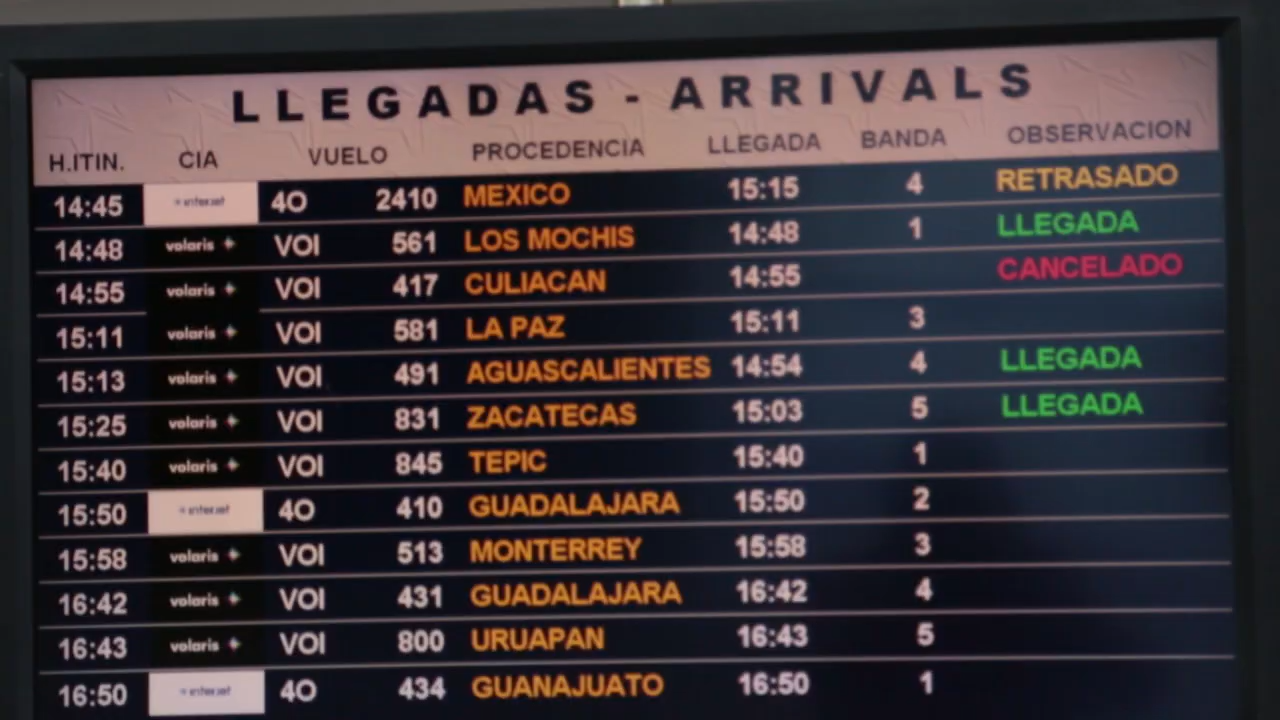 LLEGADAS - ARRIVALS
H.ITIN. CIA VUELO PROCEDENCIA LLEGADA BANDA OBSERVACION
14:45 interjet 4O 2410 MEXICO 15:15 4 RETRASADO
14:48 volaris VOI 561 LOS MOCHIS 14:48 1 LLEGADA
14:55 volaris VOI 417 CULIACAN 14:55 CANCELADO
15:11 volaris VOI 581 LA PAZ 15:11 3
15:13 volaris VOI 491 AGUASCALIENTES 14:54 4 LLEGADA
15:25 volaris VOI 831 ZACATECAS 15:03 5 LLEGADA
15:40 volaris VOI 845 TEPIC 15:40 1
15:50 interjet 4O 410 GUADALAJARA 15:50 2
15:58 volaris VOI 513 MONTERREY 15:58 3
16:42 volaris VOI 431 GUADALAJARA 16:42 4
16:43 volaris VOI 800 URUAPAN 16:43 5
16:50 interjet 4O 434 GUANAJUATO 16:50 1